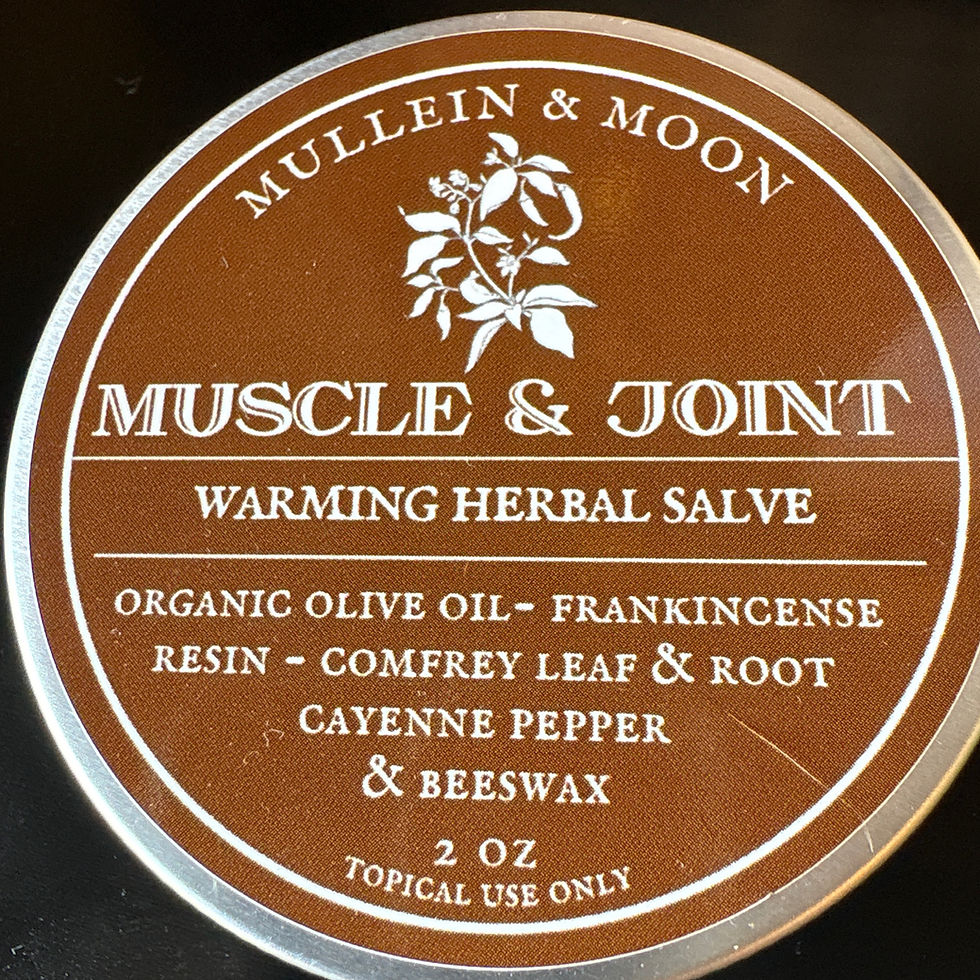 MULLEIN & MOON
MUSCLE & JOINT
WARMING HERBAL SALVE
ORGANIC OLIVE OIL- FRANKINCENSE
RESIN - COMFREY LEAF & ROOT
CAYENNE PEPPER
& BEESWAX
2 OZ
TOPICAL USE ONLY